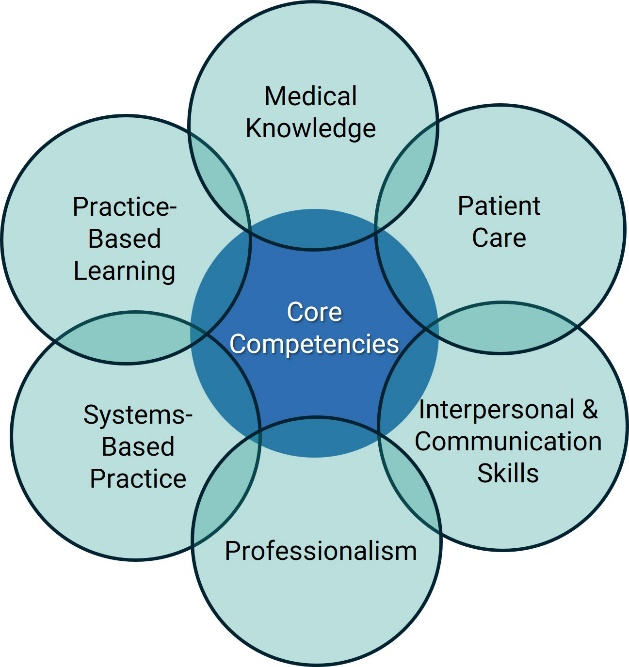 Medical
Knowledge
Patient
Care
Interpersonal &
Communication
Skills
Professionalism
Systems-
Based
Practice
Practice-
Based
Learning
Core
Competencies